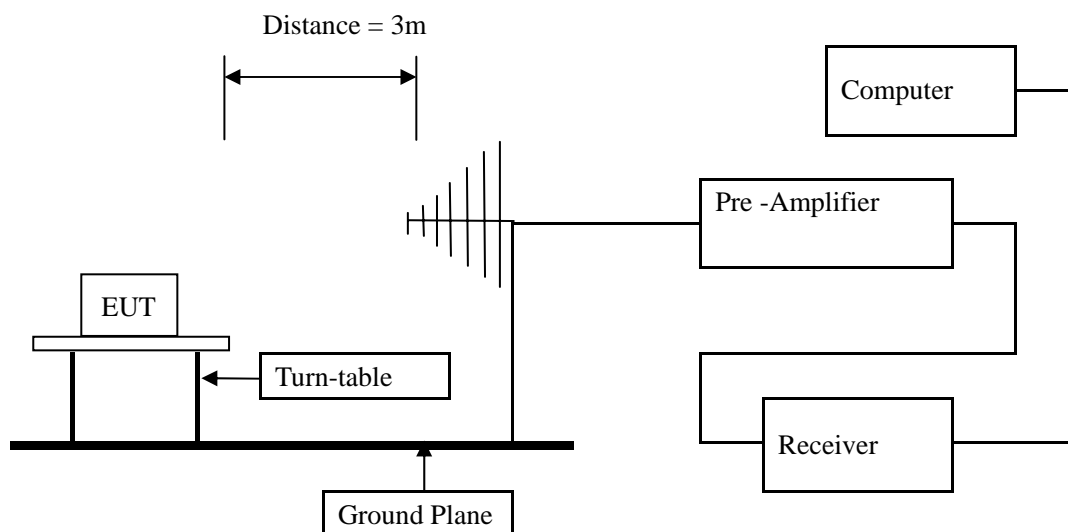 Distance = 3m
Computer
Pre -Amplifier
EUT
Turn-table
Receiver
Ground Plane